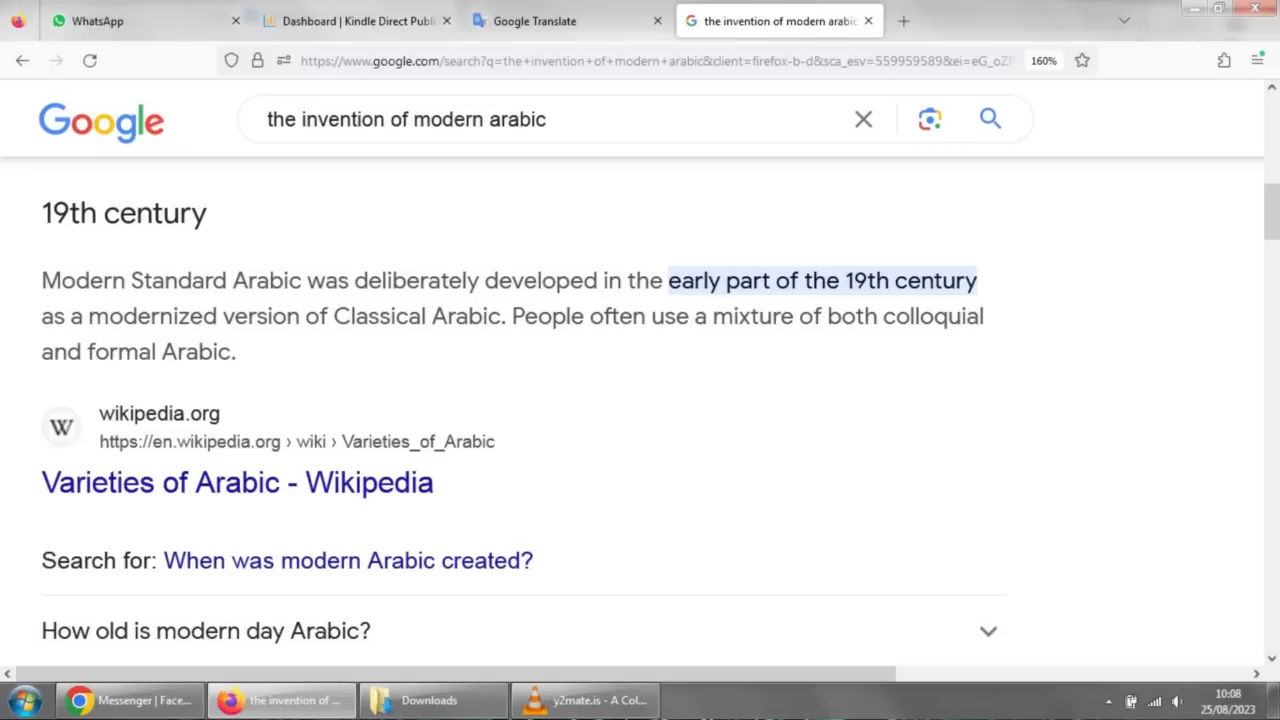 WhatsApp
Dashboard | Kindle Direct Publi
Google Translate
the invention of modern arabic
https://www.google.com/search?q=the+invention+of+modern+arabic&client=firefox-b-d&sca_esv=559959589&ei=eG_oZP
160%
Google
the invention of modern arabic
19th century
Modern Standard Arabic was deliberately developed in the early part of the 19th century
as a modernized version of Classical Arabic. People often use a mixture of both colloquial
and formal Arabic.
W
wikipedia.org
https://en.wikipedia.org › wiki › Varieties_of_Arabic
Varieties of Arabic - Wikipedia
Search for: When was modern Arabic created?
How old is modern day Arabic?
Messenger | Face...
the invention of ...
Downloads
y2mate.is - A Col...
10:08
25/08/2023